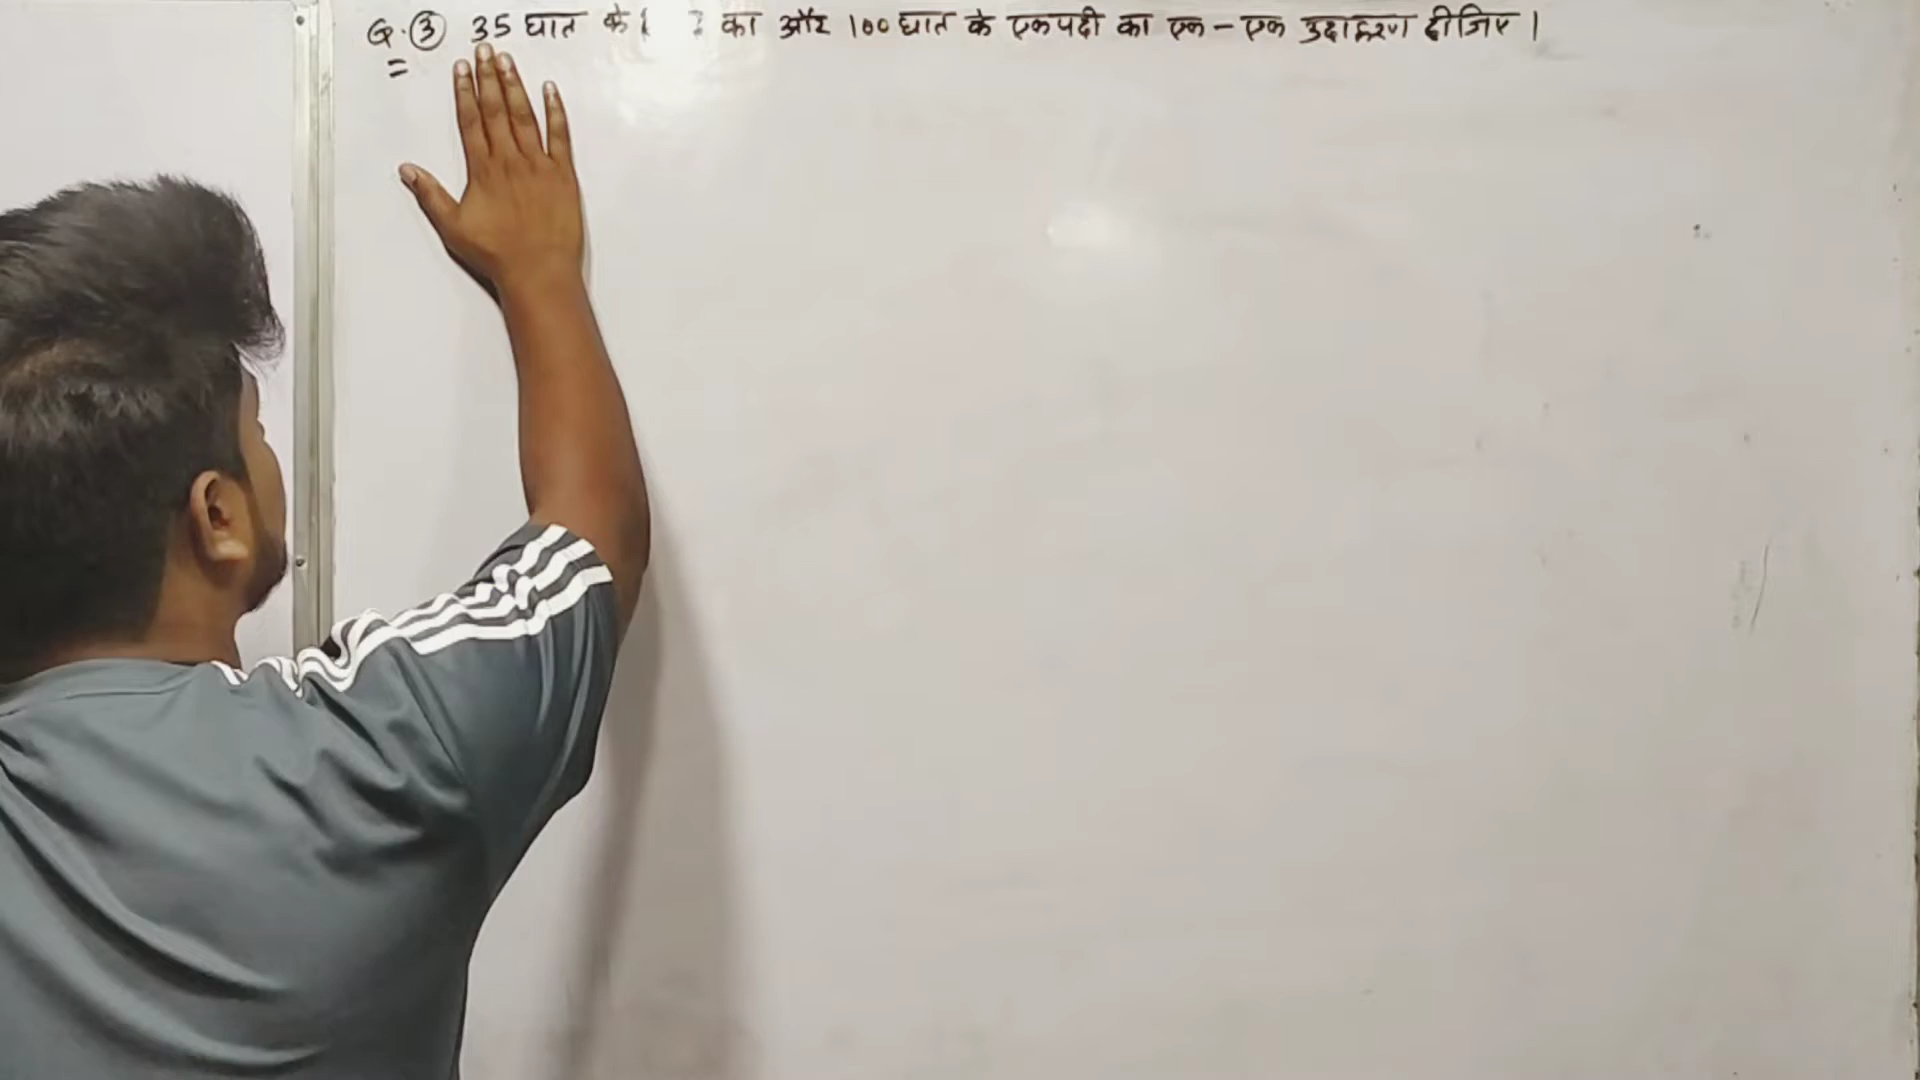 Q.③ 35 घात के का और 100 घात के एकपदी का एक-एक उदाहरण दीजिए।
=